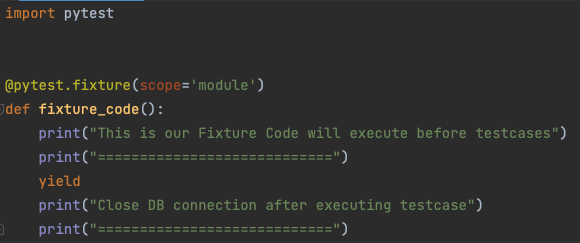 import pytest
@pytest.fixture(scope='module')
def fixture_code():
print("This is our Fixture Code will execute before testcases")
print("============================")
yield
print("Close DB connection after executing testcase")
print("============================")